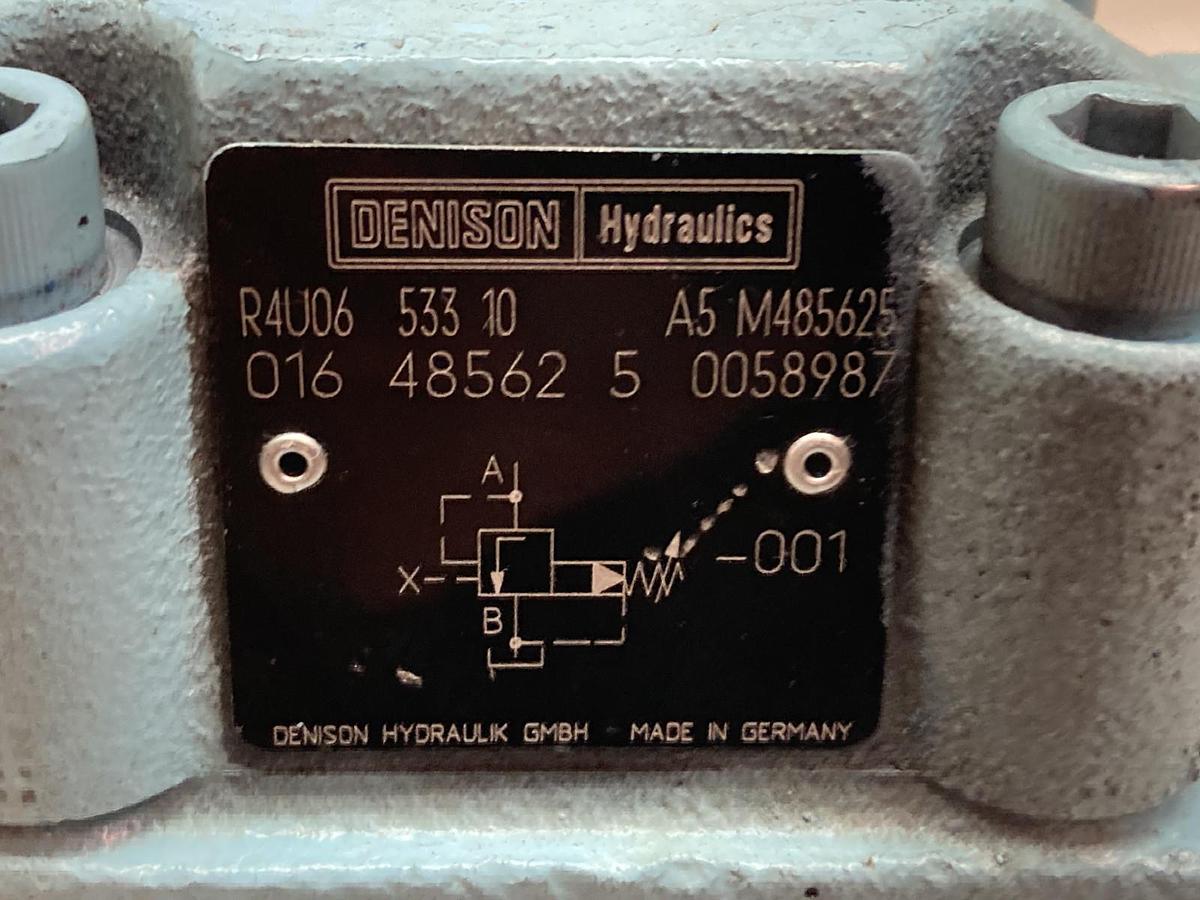 DENISON Hydraulics
R4U06 533 10 A5 M485625
016 48562 5 0058987
A
-001
X
B
DENISON HYDRAULIK GMBH MADE IN GERMANY